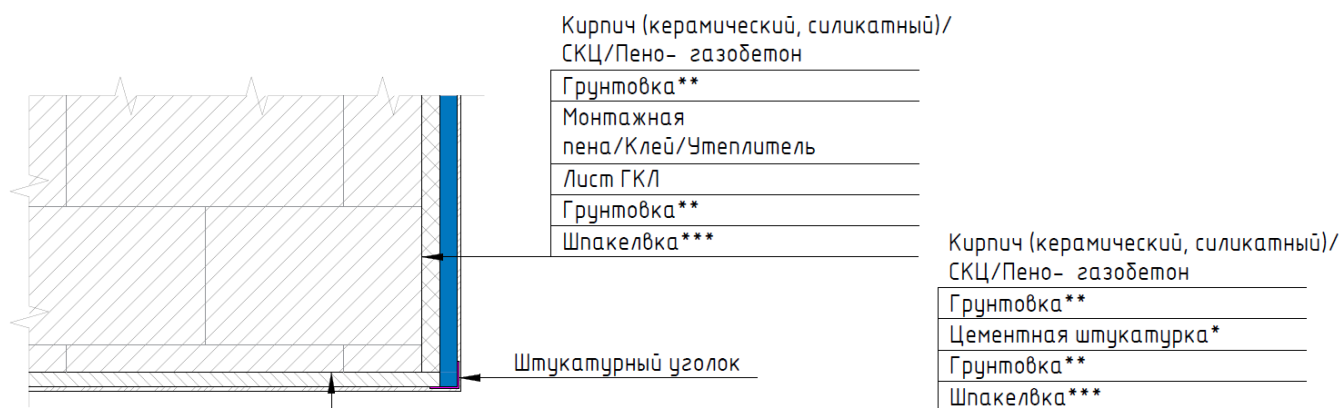 Кирпич (керамический, силикатный)/
СКЦ/Пено- газобетон
Грунтовка**
Монтажная
пена/Клей/Утеплитель
Лист ГКЛ
Грунтовка**
Шпакелвка***
Штукатурный уголок
Кирпич (керамический, силикатный)/
СКЦ/Пено- газобетон
Грунтовка**
Цементная штукатурка*
Грунтовка**
Шпакелвка***